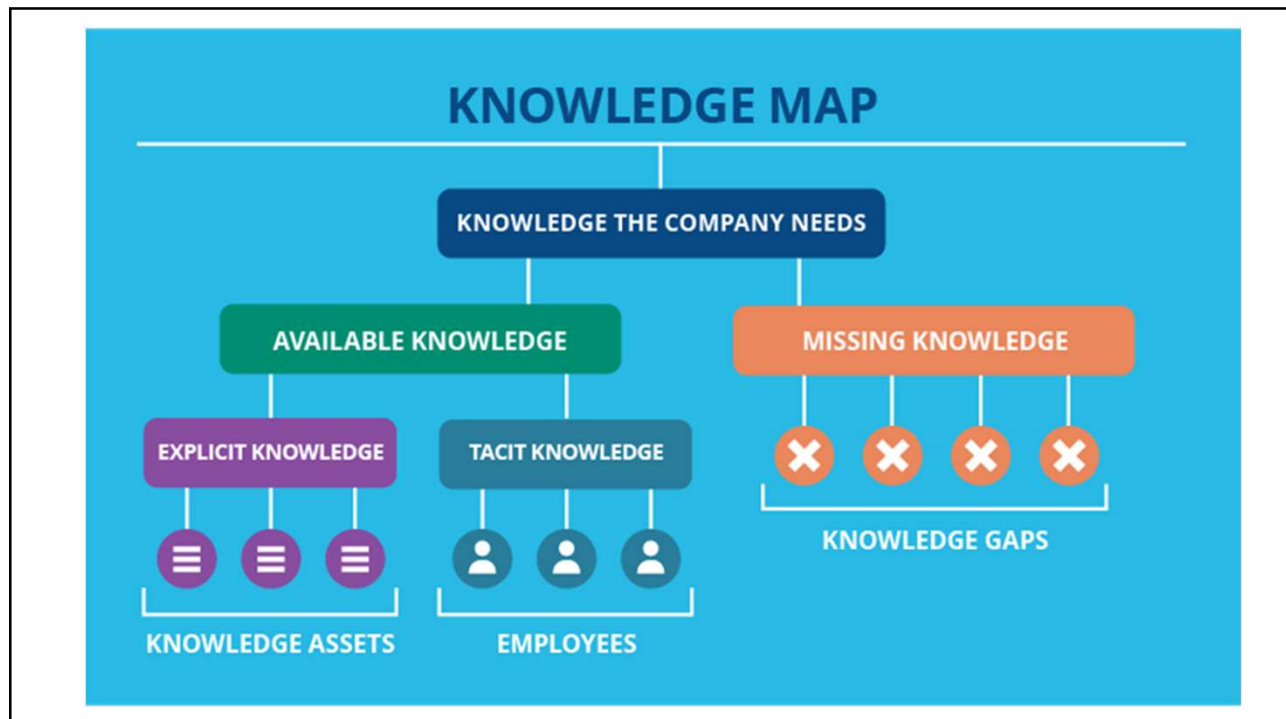 KNOWLEDGE MAP
KNOWLEDGE THE COMPANY NEEDS
AVAILABLE KNOWLEDGE
MISSING KNOWLEDGE
EXPLICIT KNOWLEDGE
TACIT KNOWLEDGE
KNOWLEDGE GAPS
KNOWLEDGE ASSETS
EMPLOYEES